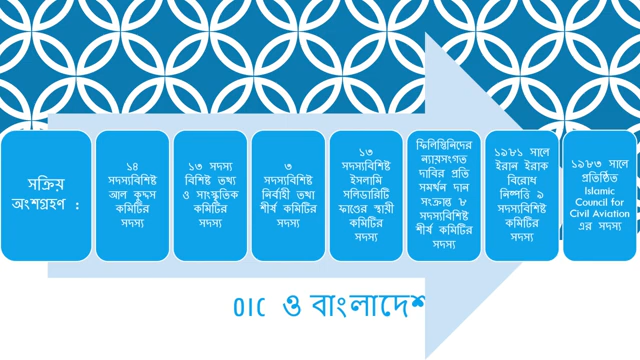 সক্রিয়
অংশগ্রহণ :
১৪
সদস্যবিশিষ্ট
আল কুদ্দস
কমিটির
সদস্য
১৩ সদস্য
বিশিষ্ট তথ্য
ও সাংস্কৃতিক
কমিটির
সদস্য
৩
সদস্যবিশিষ্ট
নির্বাহী তথা
শীর্ষ কমিটির
সদস্য
১৩
সদস্যবিশিষ্ট
ইসলামি
সলিডারিটি
ফান্ডের স্থায়ী
কমিটির
সদস্য
ফিলিস্তিনিদের
ন্যায়সংগত
দাবির প্রতি
সমর্থন দান
সংক্রান্ত ৮
সদস্যবিশিষ্ট
শীর্ষ কমিটির
সদস্য
১৯৮১ সালে
ইরান ইরাক
বিরোধ
নিষ্পত্তি ৯
সদস্যবিশিষ্ট
কমিটির
সদস্য
১৯৮৩ সালে
প্রতিষ্ঠিত
Islamic
Council for
Civil Aviation
এর সদস্য
OIC ও বাংলাদেশ